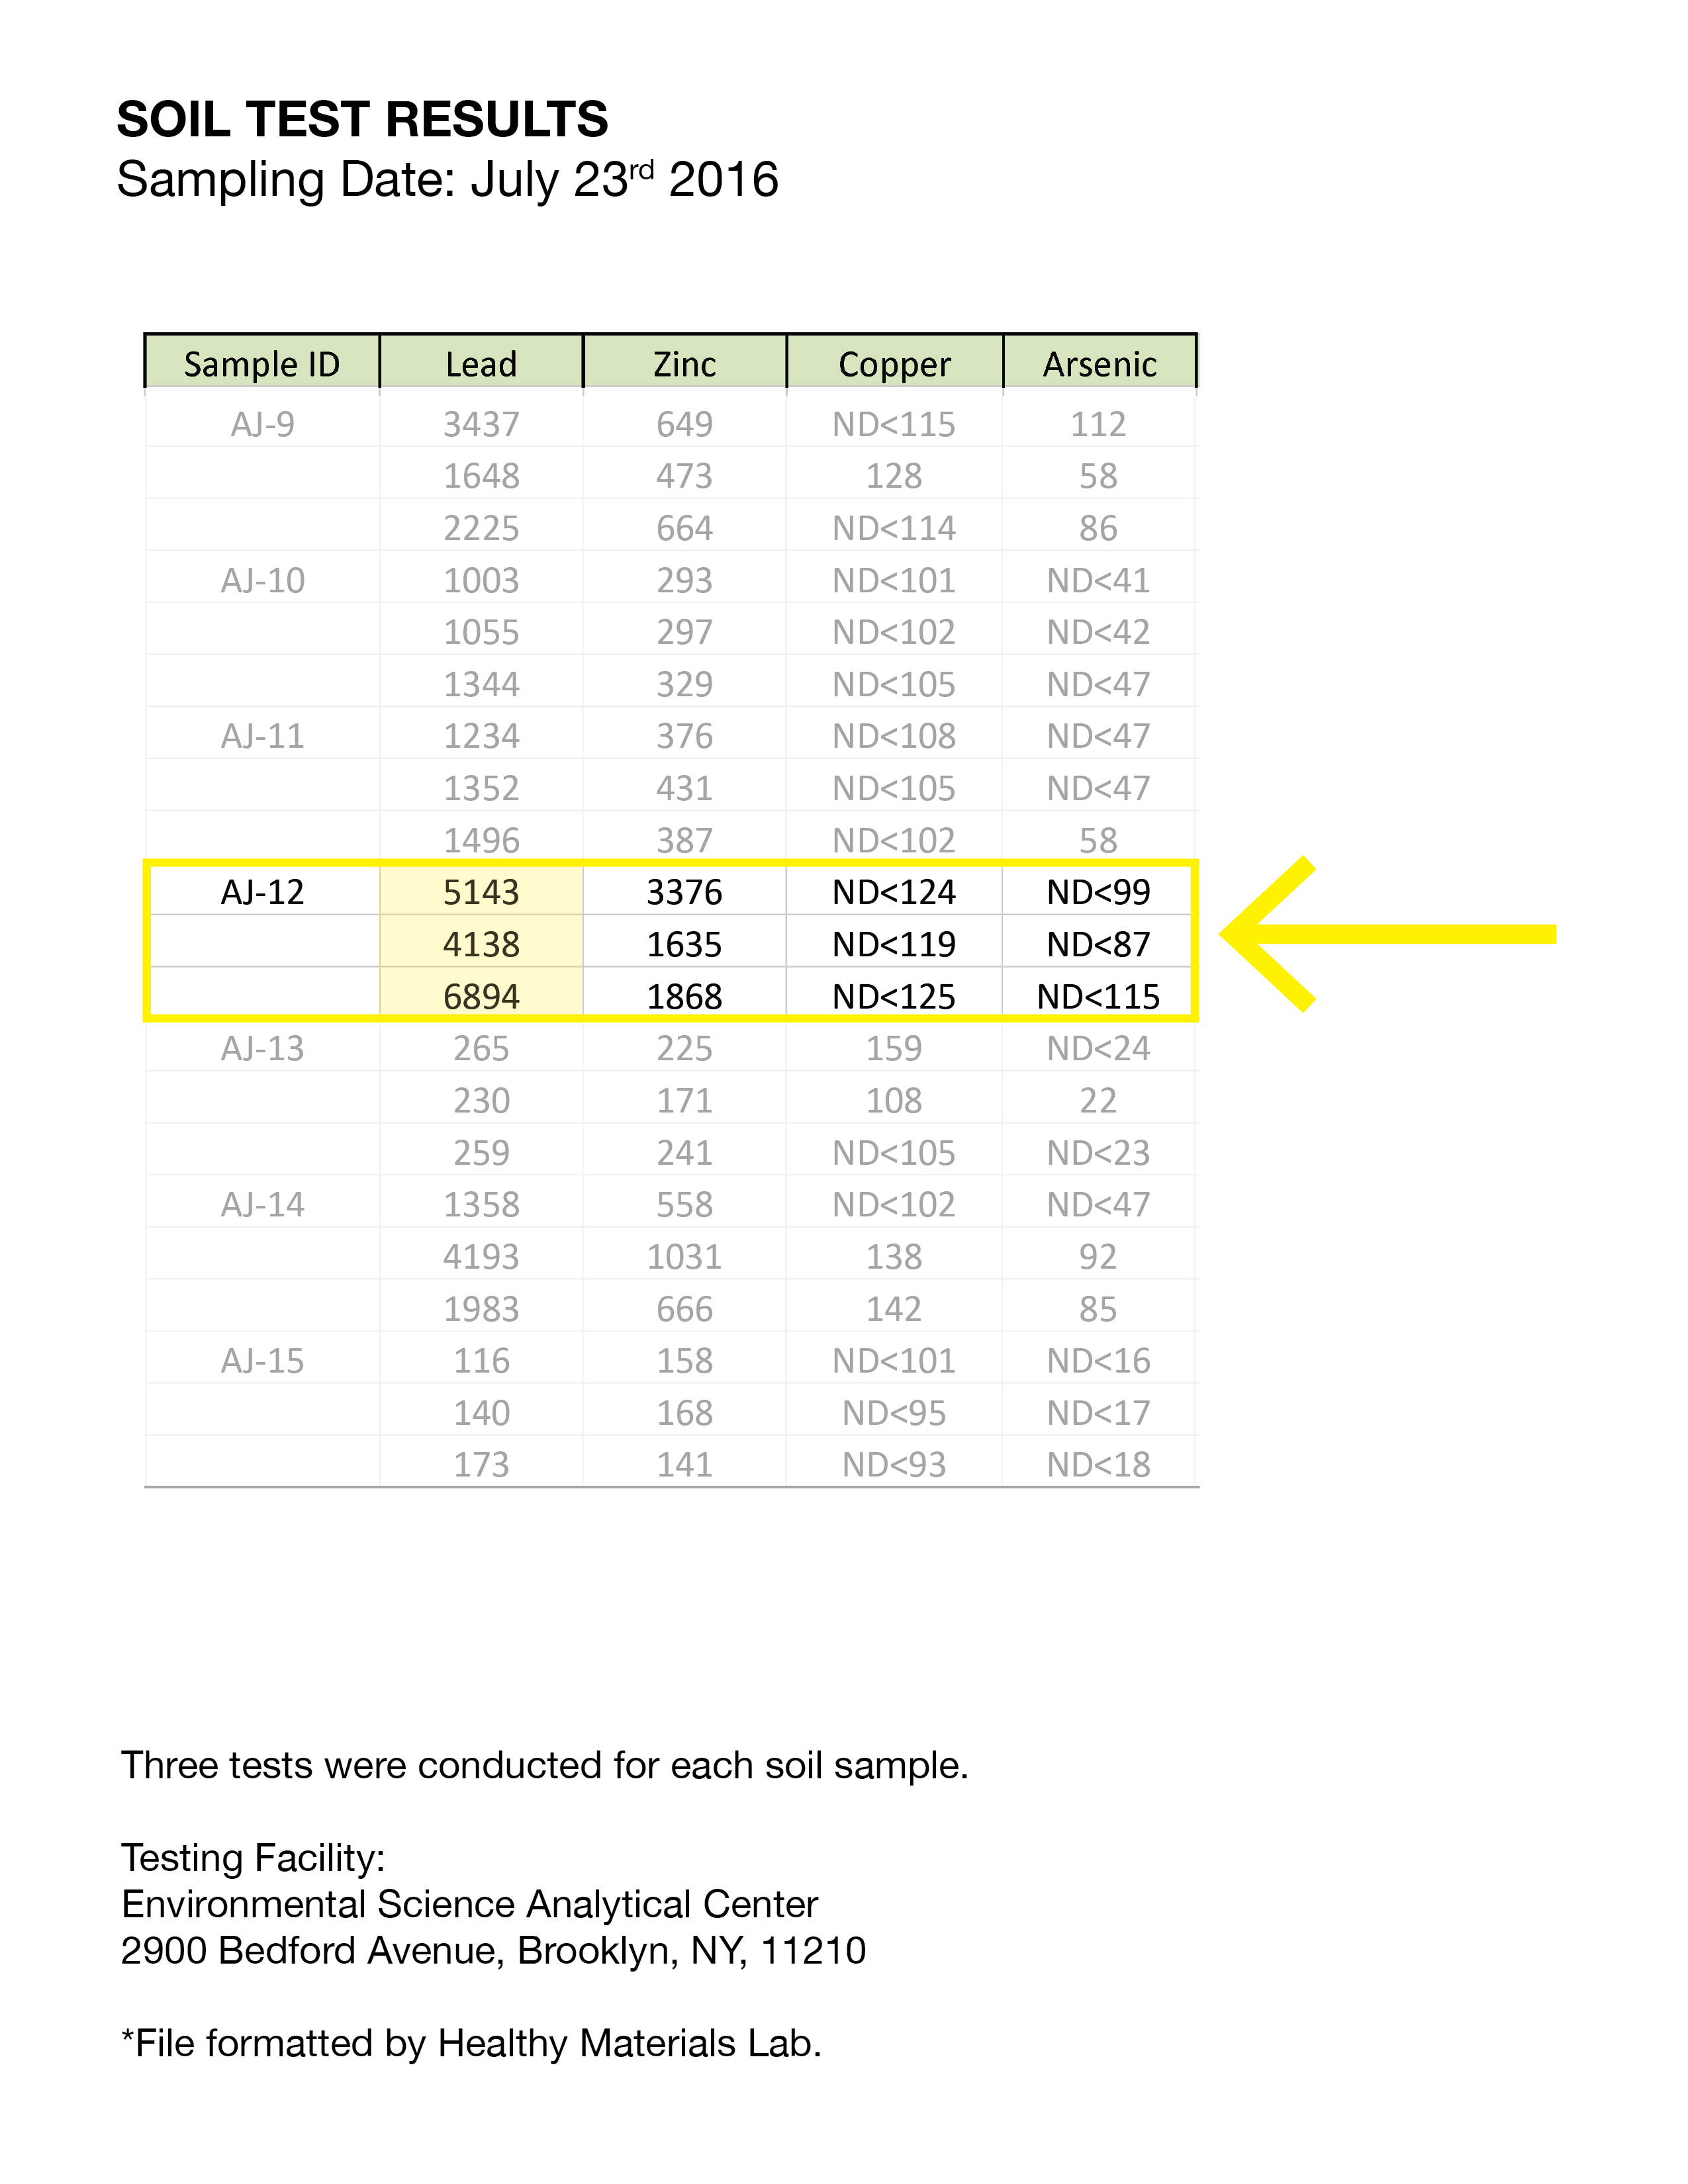 SOIL TEST RESULTS
Sampling Date: July 23rd 2016
Sample ID Lead Zinc Copper Arsenic
AJ-9 3437 649 ND<115 112
1648 473 128 58
2225 664 ND<114 86
AJ-10 1003 293 ND<101 ND<41
1055 297 ND<102 ND<42
1344 329 ND<105 ND<47
AJ-11 1234 376 ND<108 ND<47
1352 431 ND<105 ND<47
1496 387 ND<102 58
AJ-12 5143 3376 ND<124 ND<99
4138 1635 ND<119 ND<87
6894 1868 ND<125 ND<115
AJ-13 265 225 159 ND<24
230 171 108 22
259 241 ND<105 ND<23
AJ-14 1358 558 ND<102 ND<47
4193 1031 138 92
1983 666 142 85
AJ-15 116 158 ND<101 ND<16
140 168 ND<95 ND<17
173 141 ND<93 ND<18
Three tests were conducted for each soil sample.
Testing Facility:
Environmental Science Analytical Center
2900 Bedford Avenue, Brooklyn, NY, 11210
*File formatted by Healthy Materials Lab.